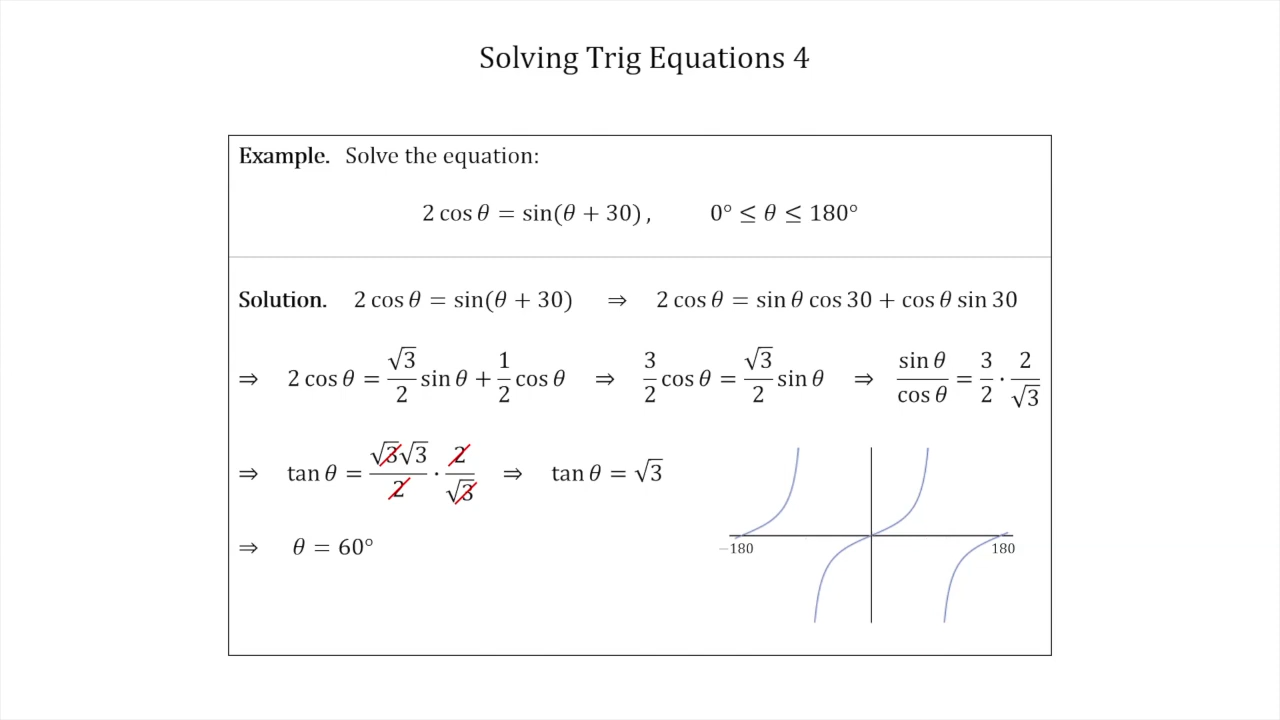 Solving Trig Equations 4
Example. Solve the equation:
2 cos θ = sin(θ + 30) , 0° ≤ θ ≤ 180°
Solution. 2 cos θ = sin(θ + 30) ⇒ 2 cos θ = sin θ cos 30 + cos θ sin 30
⇒ 2 cos θ = √3/2 sin θ + 1/2 cos θ ⇒ 3/2 cos θ = √3/2 sin θ ⇒ sin θ/cos θ = 3/2 · 2/√3
⇒ tan θ = √3√3/2 · 2/√3 ⇒ tan θ = √3
⇒ θ = 60°
−180 180